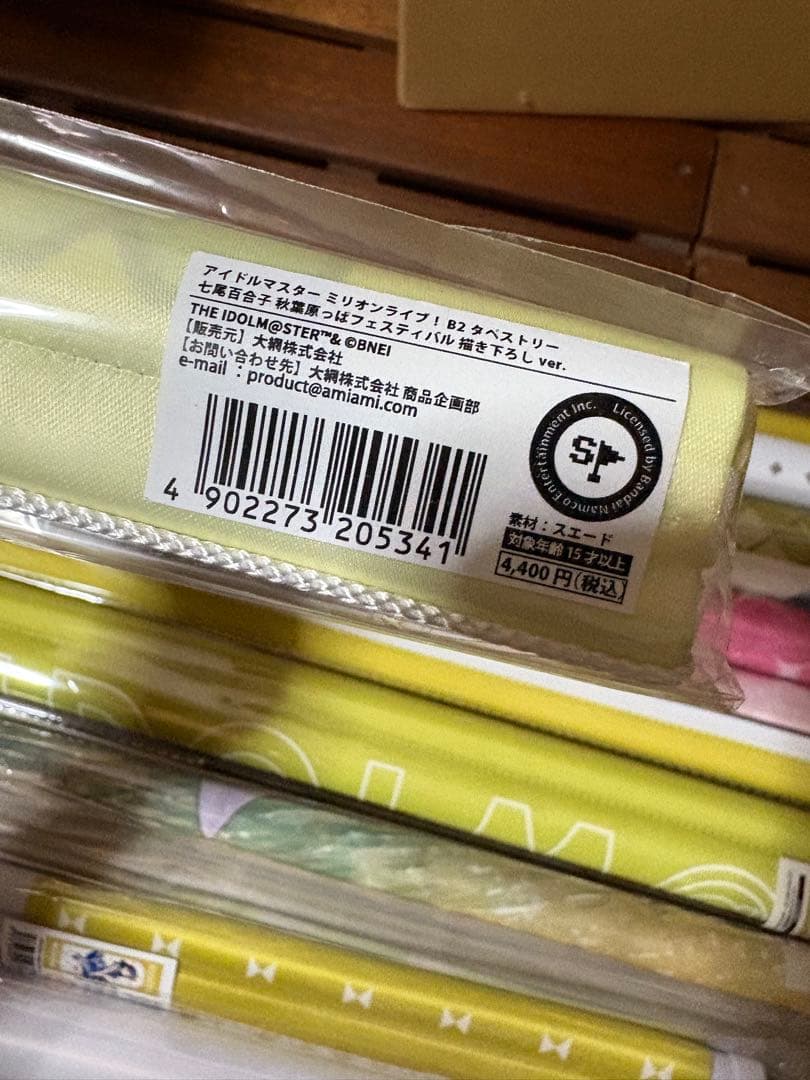 アイドルマスター ミリオンライブ! B2 タペストリー
七尾百合子 秋葉原っぱフェスティバル 描き下ろし ver.
THE IDOLM@STER™& ©BNEI
【販売元】大網株式会社
【お問い合わせ先】大網株式会社 商品企画部
e-mail : product@amiami.com
4 902273 205341
Licensed by Bandai Namco Entertainment Inc.
素材:スエード
対象年齢 15才以上
4,400円(税込)